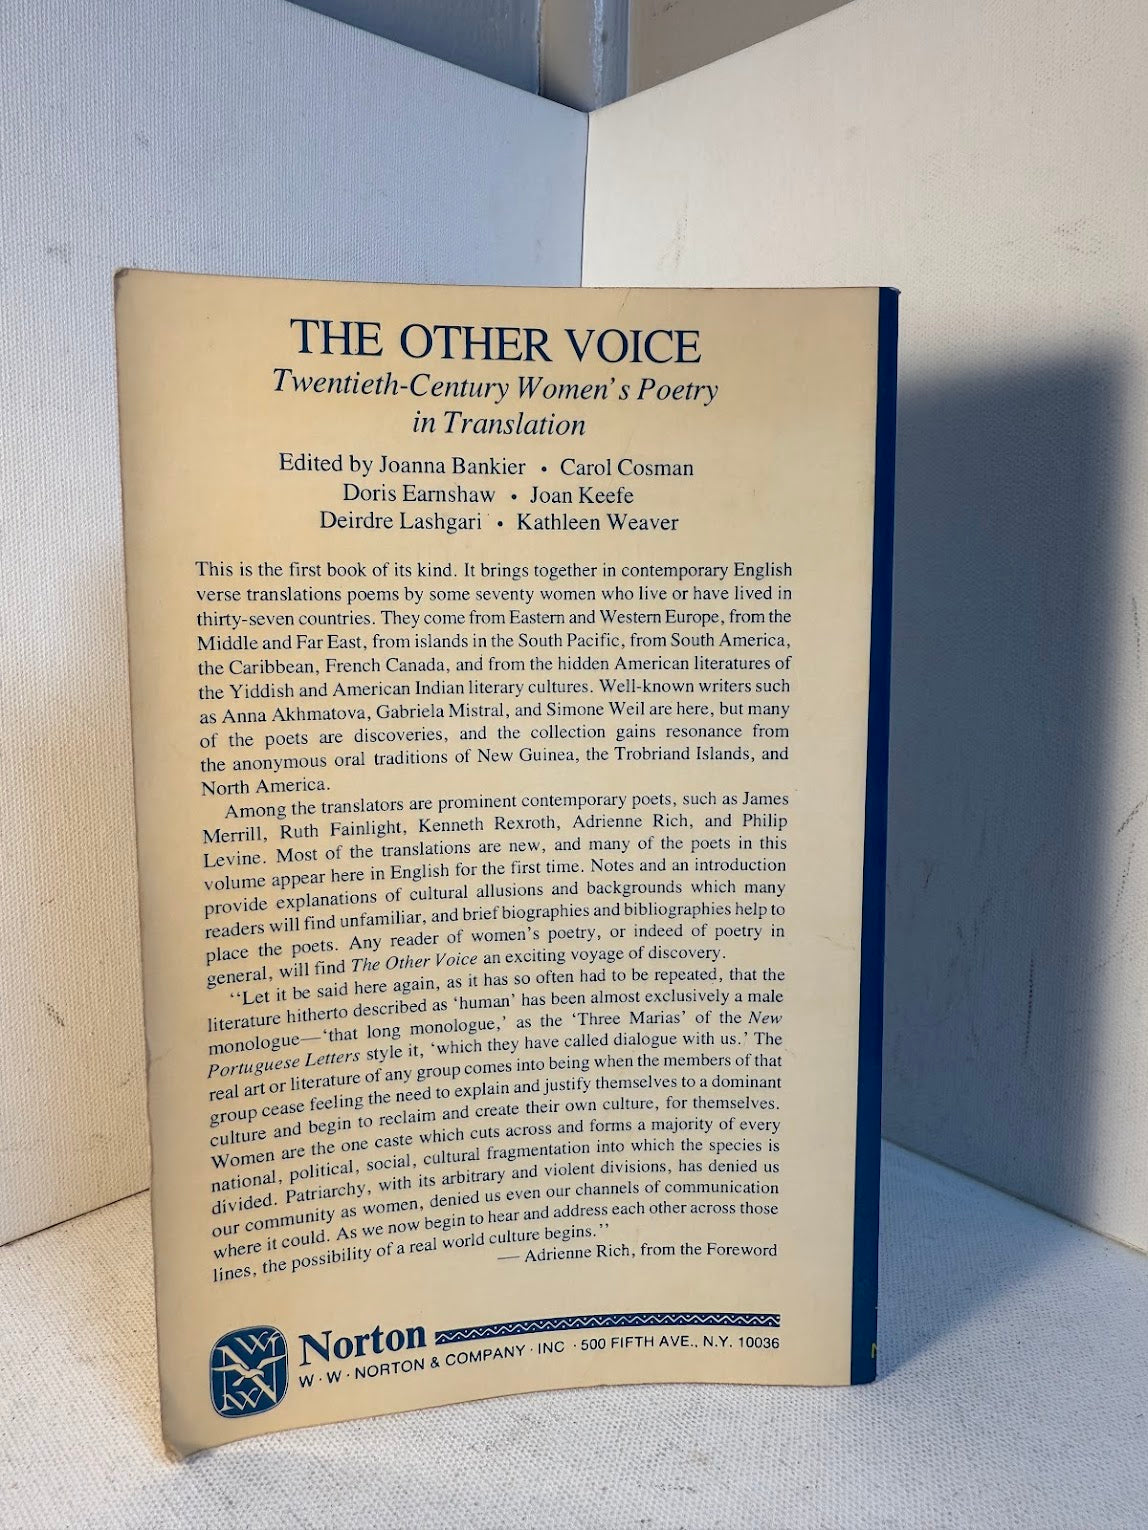 THE OTHER VOICE
Twentieth-Century Women's Poetry
in Translation
Edited by Joanna Bankier • Carol Cosman
Doris Earnshaw • Joan Keefe
Deirdre Lashgari • Kathleen Weaver
This is the first book of its kind. It brings together in contemporary English
verse translations poems by some seventy women who live or have lived in
thirty-seven countries. They come from Eastern and Western Europe, from the
Middle and Far East, from islands in the South Pacific, from South America,
the Caribbean, French Canada, and from the hidden American literatures of
the Yiddish and American Indian literary cultures. Well-known writers such
as Anna Akhmatova, Gabriela Mistral, and Simone Weil are here, but many
of the poets are discoveries, and the collection gains resonance from
the anonymous oral traditions of New Guinea, the Trobriand Islands, and
North America.
Among the translators are prominent contemporary poets, such as James
Merrill, Ruth Fainlight, Kenneth Rexroth, Adrienne Rich, and Philip
Levine. Most of the translations are new, and many of the poets in this
volume appear here in English for the first time. Notes and an introduction
provide explanations of cultural allusions and backgrounds which many
readers will find unfamiliar, and brief biographies and bibliographies help to
place the poets. Any reader of women's poetry, or indeed of poetry in
general, will find The Other Voice an exciting voyage of discovery.
“Let it be said here again, as it has so often had to be repeated, that the
literature hitherto described as ‘human’ has been almost exclusively a male
monologue—‘that long monologue,’ as the ‘Three Marias’ of the New
Portuguese Letters style it, ‘which they have called dialogue with us.’ The
real art or literature of any group comes into being when the members of that
group cease feeling the need to explain and justify themselves to a dominant
culture and begin to reclaim and create their own culture, for themselves.
Women are the one caste which cuts across and forms a majority of every
national, political, social, cultural fragmentation into which the species is
divided. Patriarchy, with its arbitrary and violent divisions, has denied us
our community as women, denied us even our channels of communication
where it could. As we now begin to hear and address each other across those
lines, the possibility of a real world culture begins.”
— Adrienne Rich, from the Foreword
Norton
W · W · NORTON & COMPANY · INC · 500 FIFTH AVE., N.Y. 10036